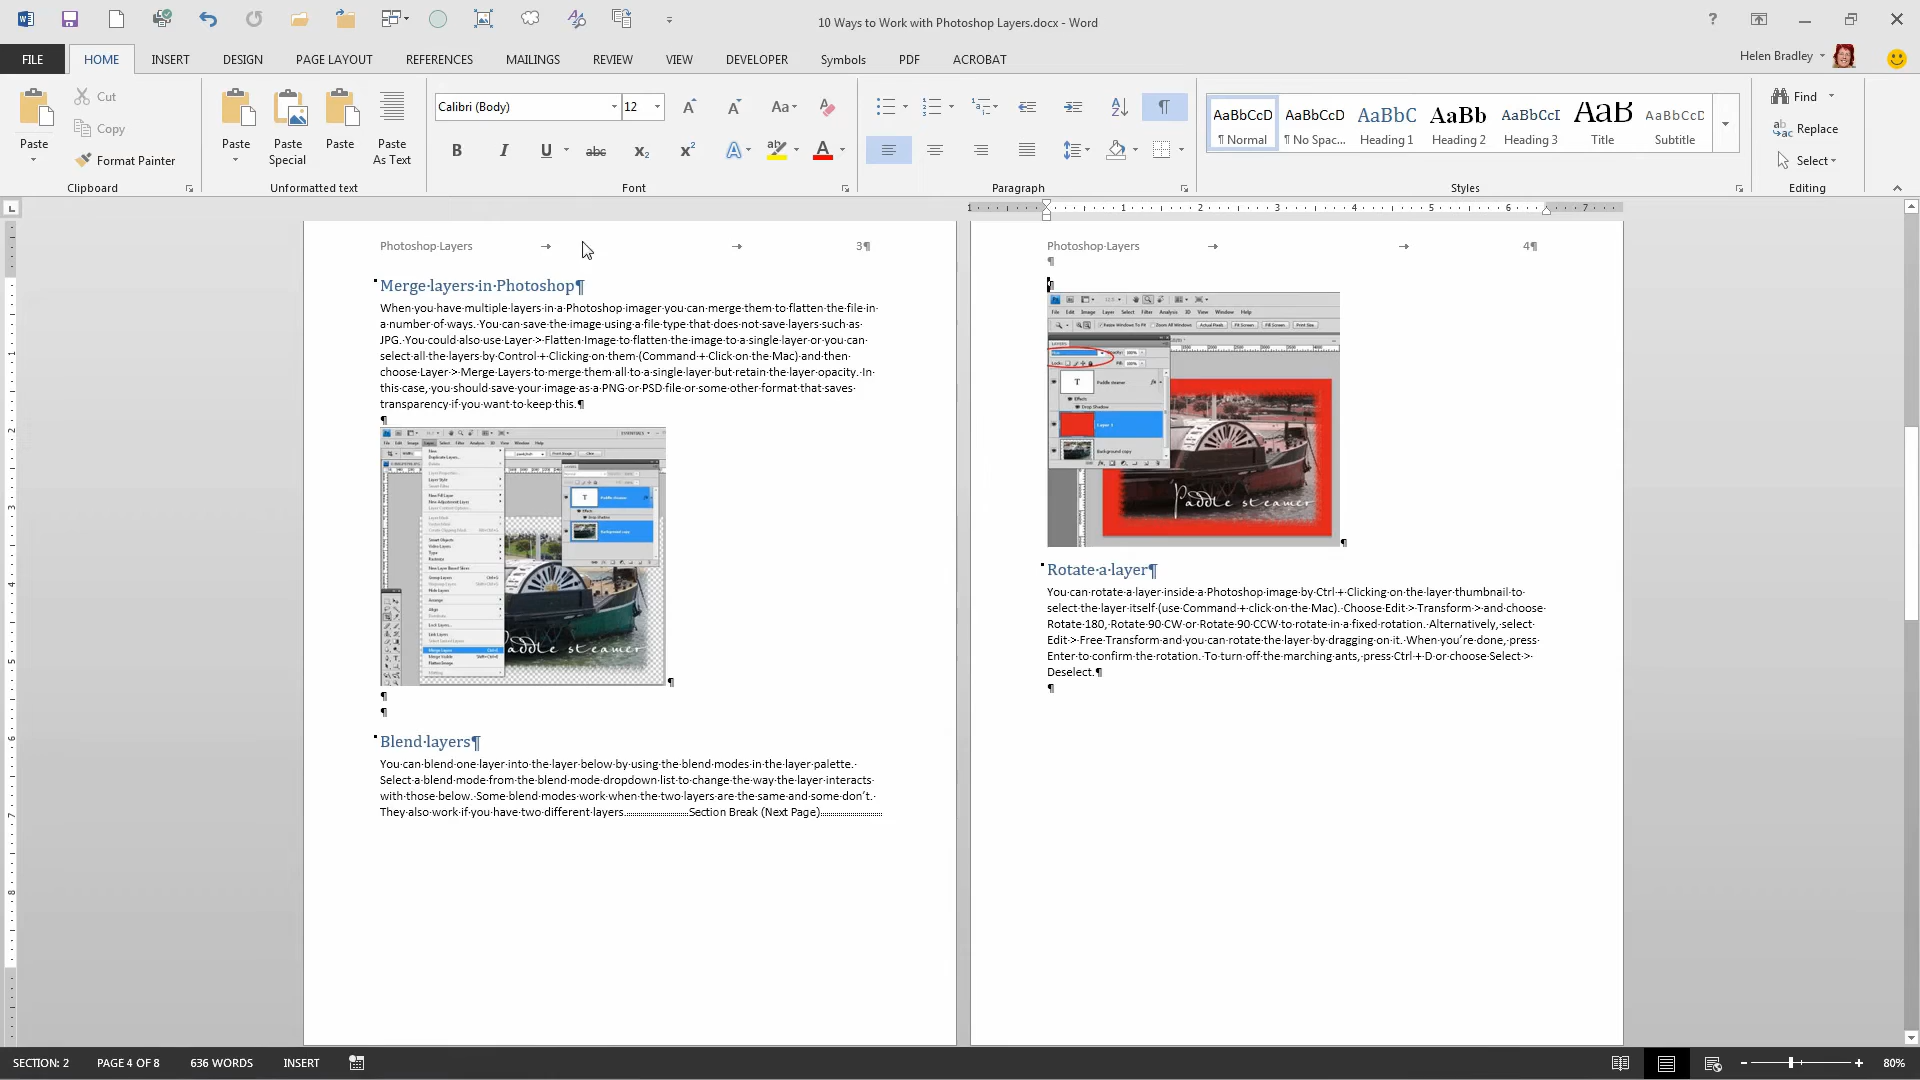 10 Ways to Work with Photoshop Layers.docx - Word
Helen Bradley
FILE HOME INSERT DESIGN PAGE LAYOUT REFERENCES MAILINGS REVIEW VIEW DEVELOPER Symbols PDF ACROBAT
Paste
Cut
Copy
Format Painter
Clipboard
Paste
Paste Special
Paste
Paste As Text
Unformatted text
Calibri (Body) 12
Font
Paragraph
AaBbCcD AaBbCcD AaBbC AaBb AaBbCcI AaB AaBbCcD
¶ Normal ¶ No Spac... Heading 1 Heading 2 Heading 3 Title Subtitle
Styles
Find
Replace
Select
Editing
Photoshop·Layers → → 3¶
Merge·layers·in·Photoshop¶
When·you·have·multiple·layers·in·a·Photoshop·imager·you·can·merge·them·to·flatten·the·file·in·
a·number·of·ways.·You·can·save·the·image·using·a·file·type·that·does·not·save·layers·such·as·
JPG.·You·could·also·use·Layer·>·Flatten·Image·to·flatten·the·image·to·a·single·layer·or·you·can·
select·all·the·layers·by·Control·+·Clicking·on·them·(Command·+·Click·on·the·Mac)·and·then·
choose·Layer·>·Merge·Layers·to·merge·them·all·to·a·single·layer·but·retain·the·layer·opacity.·In·
this·case,·you·should·save·your·image·as·a·PNG·or·PSD·file·or·some·other·format·that·saves·
transparency·if·you·want·to·keep·this.¶
¶
Paddle steamer
¶
¶
¶
Blend·layers¶
You·can·blend·one·layer·into·the·layer·below·by·using·the·blend·modes·in·the·layer·palette.·
Select·a·blend·mode·from·the·blend·mode·dropdown·list·to·change·the·way·the·layer·interacts·
with·those·below.·Some·blend·modes·work·when·the·two·layers·are·the·same·and·some·don't.·
They·also·work·if·you·have·two·different·layers. Section Break (Next Page)
Photoshop·Layers → → 4¶
¶
¶
Paddle steamer
¶
Rotate·a·layer¶
You·can·rotate·a·layer·inside·a·Photoshop·image·by·Ctrl·+·Clicking·on·the·layer·thumbnail·to·
select·the·layer·itself·(use·Command·+·click·on·the·Mac).·Choose·Edit·>·Transform·>·and·choose·
Rotate·180,·Rotate·90·CW·or·Rotate·90·CCW·to·rotate·in·a·fixed·rotation.·Alternatively,·select·
Edit·>·Free·Transform·and·you·can·rotate·the·layer·by·dragging·on·it.·When·you're·done,·press·
Enter·to·confirm·the·rotation.·To·turn·off·the·marching·ants,·press·Ctrl·+·D·or·choose·Select·>·
Deselect.¶
¶
SECTION: 2 PAGE 4 OF 8 636 WORDS INSERT 80%